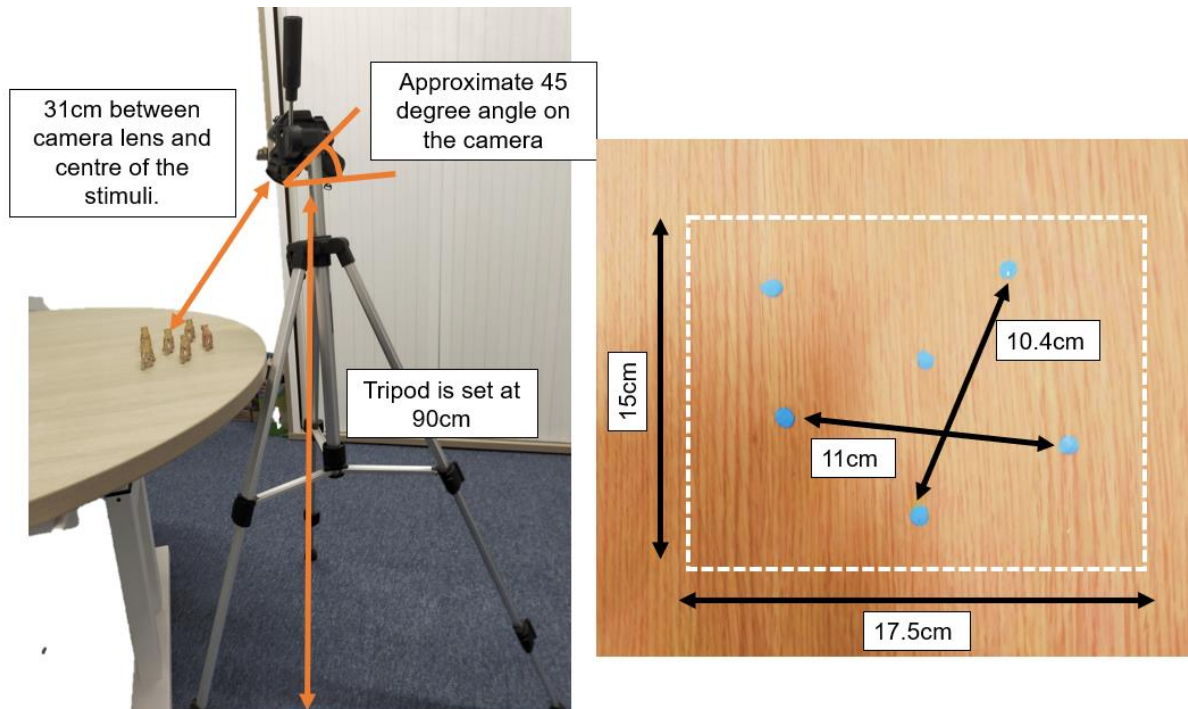 31cm between
camera lens and
centre of the
stimuli.
Approximate 45
degree angle on
the camera
Tripod is set at
90cm
15cm
10.4cm
11cm
17.5cm